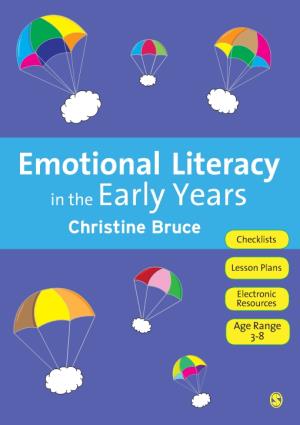 Emotional Literacy
in the Early Years
Christine Bruce
Checklists
Lesson Plans
Electronic
Resources
Age Range
3-8
S